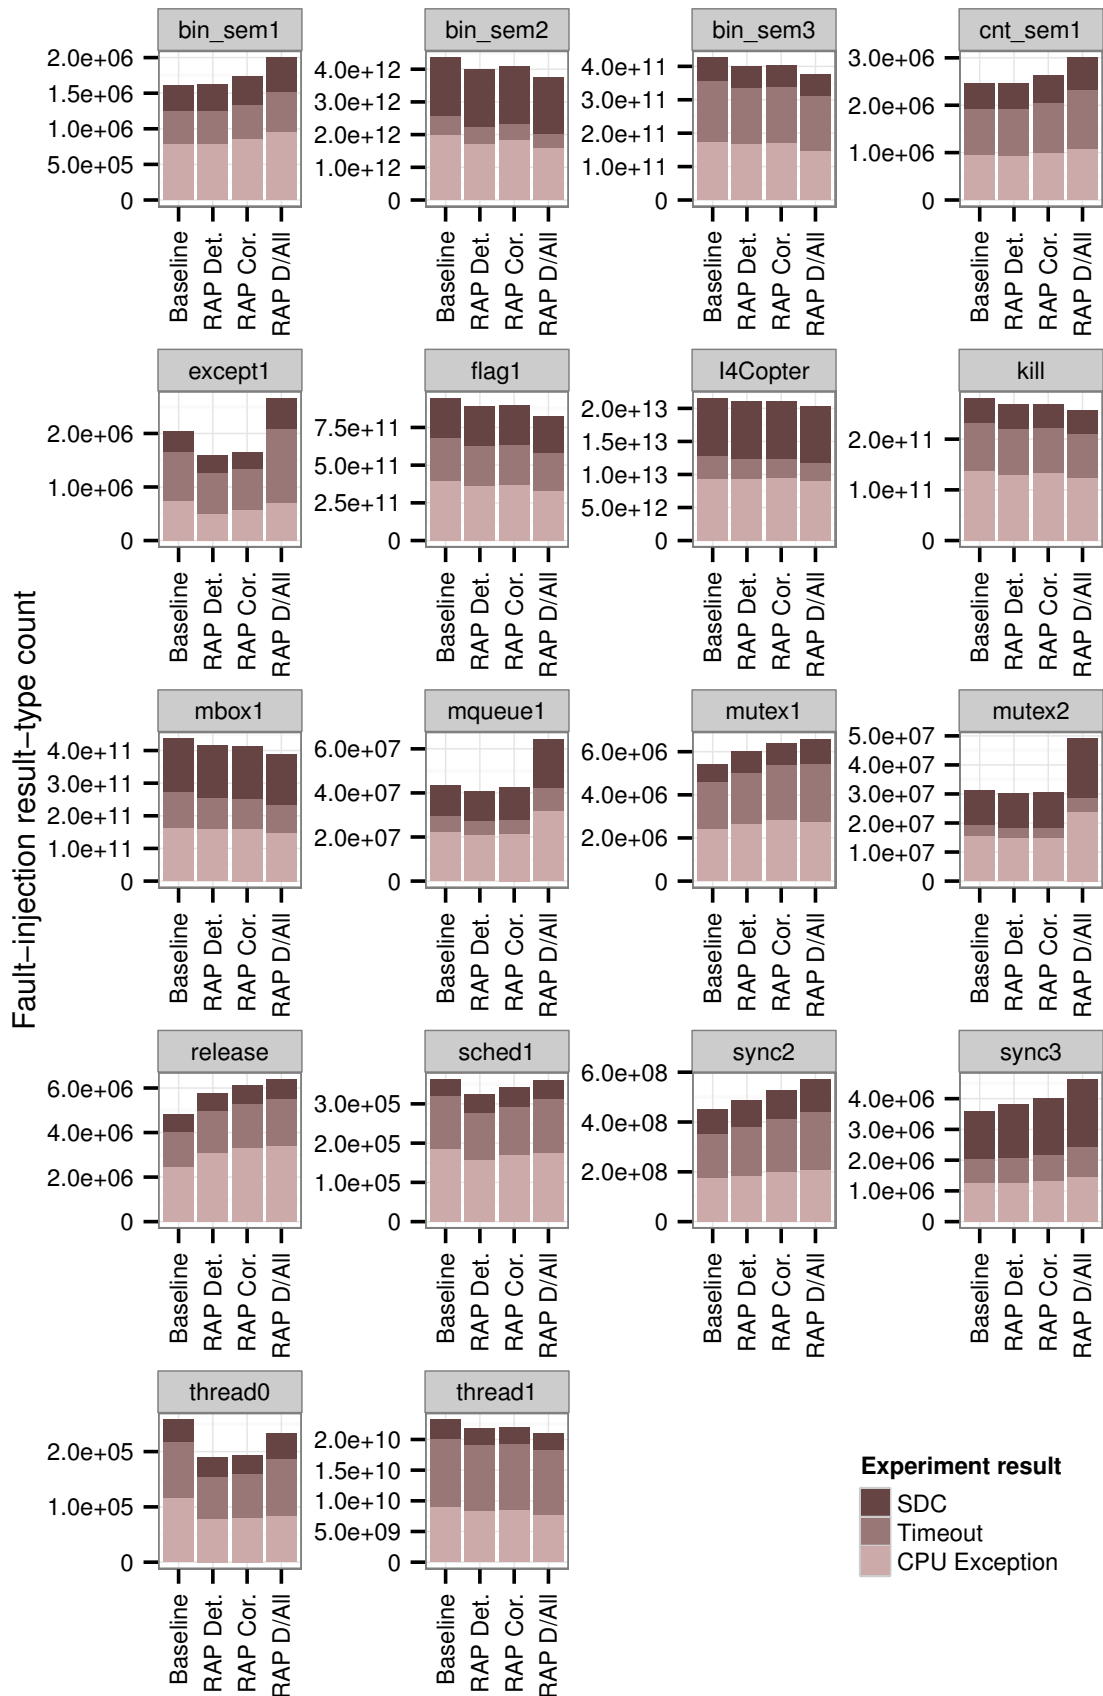 Fault−injection result−type count
bin_sem1
2.0e+06
1.5e+06
1.0e+06
5.0e+05
0
Baseline
RAP Det.
RAP Cor.
RAP D/All
bin_sem2
4.0e+12
3.0e+12
2.0e+12
1.0e+12
0
Baseline
RAP Det.
RAP Cor.
RAP D/All
bin_sem3
4.0e+11
3.0e+11
2.0e+11
1.0e+11
0
Baseline
RAP Det.
RAP Cor.
RAP D/All
cnt_sem1
3.0e+06
2.0e+06
1.0e+06
0
Baseline
RAP Det.
RAP Cor.
RAP D/All
except1
2.0e+06
1.0e+06
0
Baseline
RAP Det.
RAP Cor.
RAP D/All
flag1
7.5e+11
5.0e+11
2.5e+11
0
Baseline
RAP Det.
RAP Cor.
RAP D/All
I4Copter
2.0e+13
1.5e+13
1.0e+13
5.0e+12
0
Baseline
RAP Det.
RAP Cor.
RAP D/All
kill
2.0e+11
1.0e+11
0
Baseline
RAP Det.
RAP Cor.
RAP D/All
mbox1
4.0e+11
3.0e+11
2.0e+11
1.0e+11
0
Baseline
RAP Det.
RAP Cor.
RAP D/All
mqueue1
6.0e+07
4.0e+07
2.0e+07
0
Baseline
RAP Det.
RAP Cor.
RAP D/All
mutex1
6.0e+06
4.0e+06
2.0e+06
0
Baseline
RAP Det.
RAP Cor.
RAP D/All
mutex2
5.0e+07
4.0e+07
3.0e+07
2.0e+07
1.0e+07
0
Baseline
RAP Det.
RAP Cor.
RAP D/All
release
6.0e+06
4.0e+06
2.0e+06
0
Baseline
RAP Det.
RAP Cor.
RAP D/All
sched1
3.0e+05
2.0e+05
1.0e+05
0
Baseline
RAP Det.
RAP Cor.
RAP D/All
sync2
6.0e+08
4.0e+08
2.0e+08
0
Baseline
RAP Det.
RAP Cor.
RAP D/All
sync3
4.0e+06
3.0e+06
2.0e+06
1.0e+06
0
Baseline
RAP Det.
RAP Cor.
RAP D/All
thread0
2.0e+05
1.0e+05
0
Baseline
RAP Det.
RAP Cor.
RAP D/All
thread1
2.0e+10
1.5e+10
1.0e+10
5.0e+09
0
Baseline
RAP Det.
RAP Cor.
RAP D/All
Experiment result
SDC
Timeout
CPU Exception